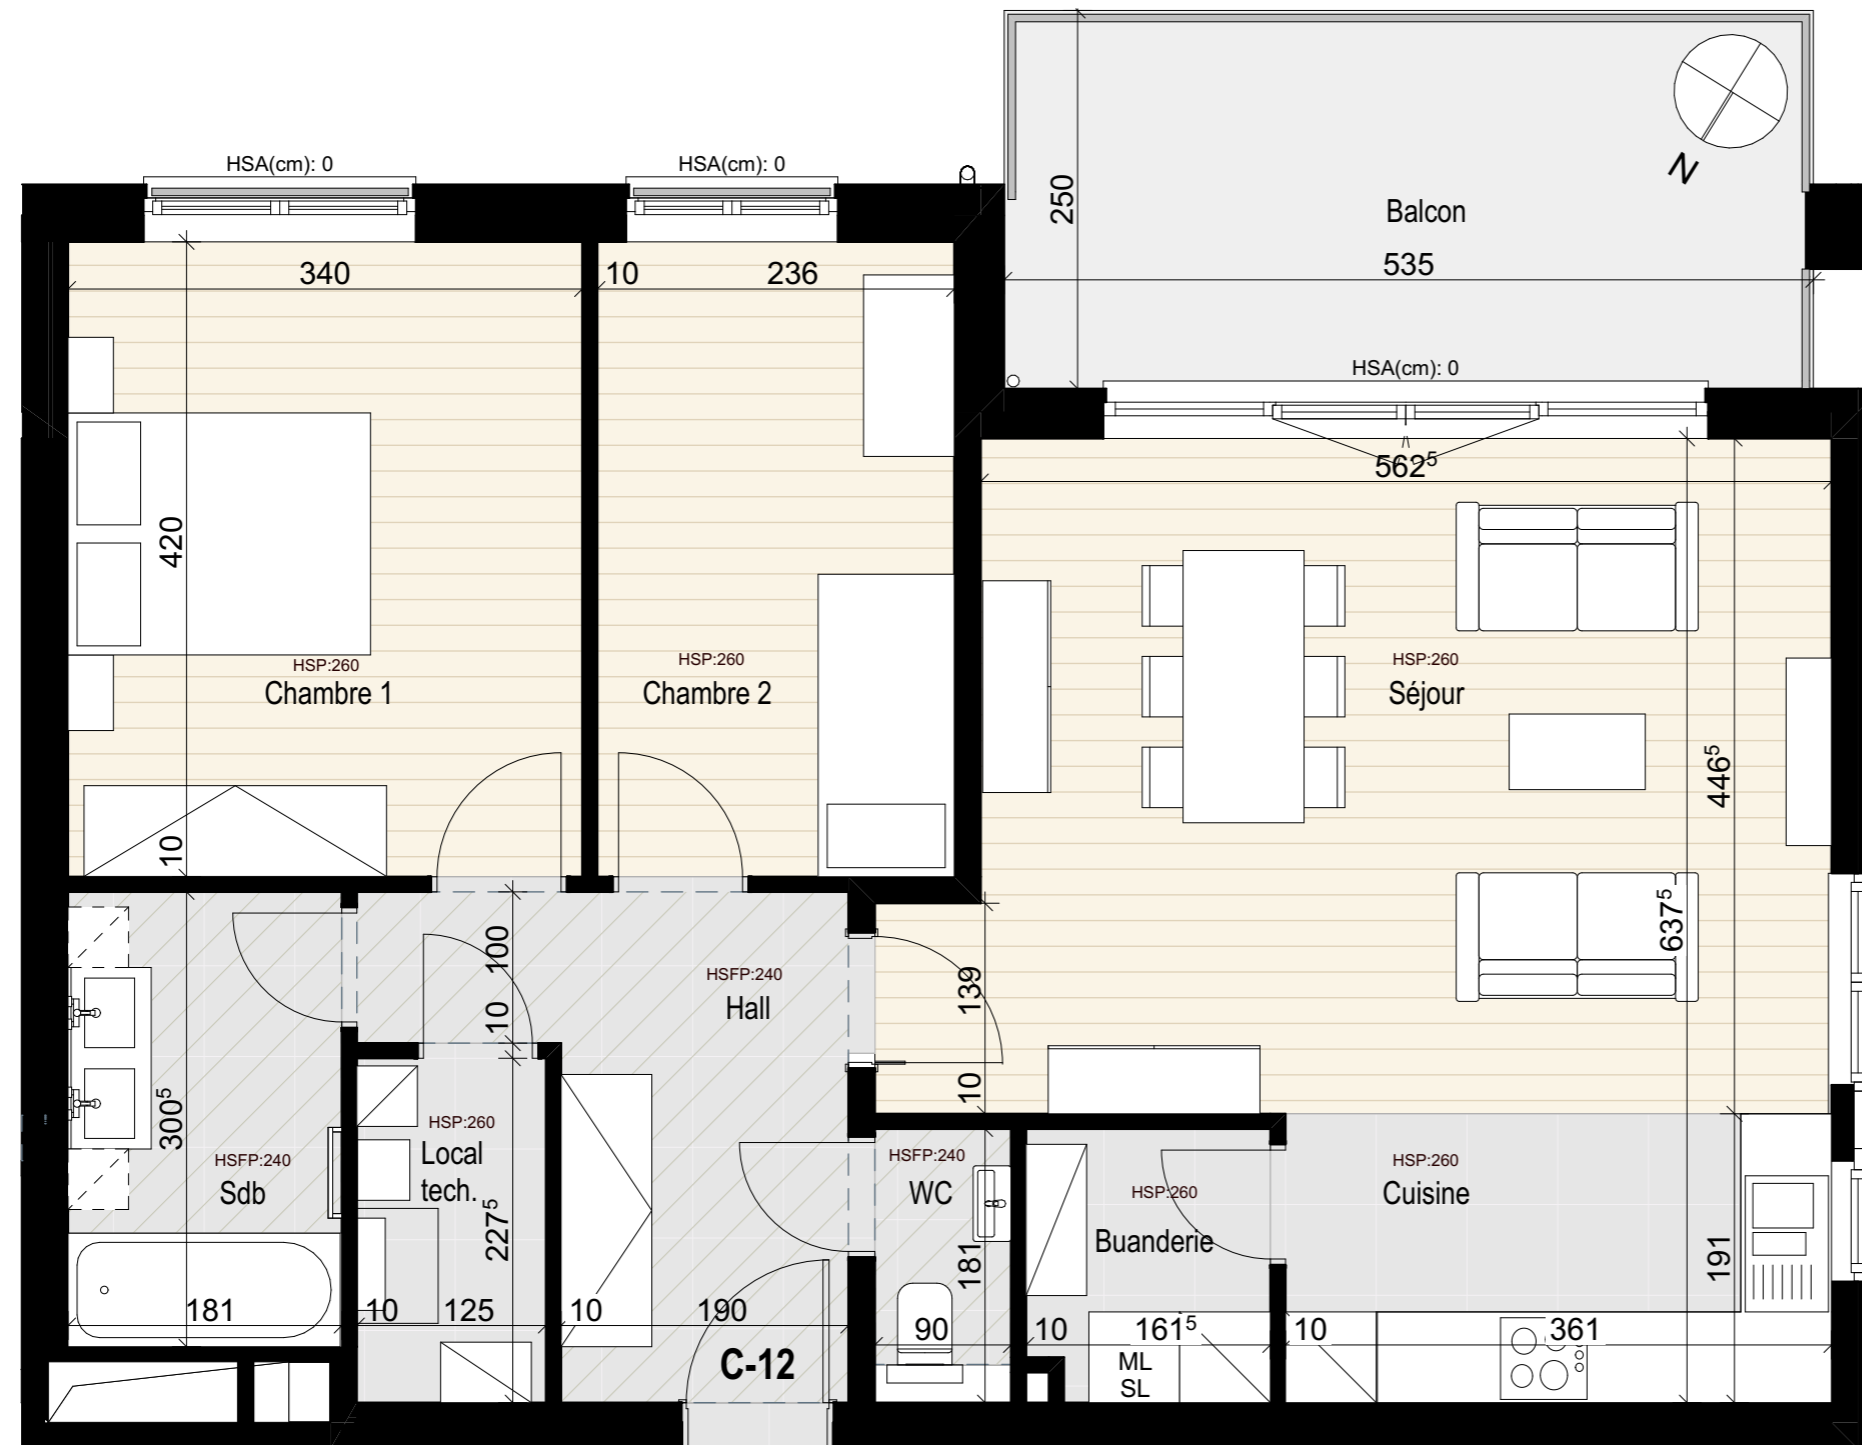 HSA(cm): 0
HSA(cm): 0
N
250
Balcon
535
340
10
236
HSA(cm): 0
562⁵
420
HSP:260
Chambre 1
HSP:260
Chambre 2
HSP:260
Séjour
446⁵
10
637⁵
100
10
HSFP:240
Hall
139
10
300⁵
HSFP:240
Sdb
HSP:260
Local
tech.
227⁵
HSFP:240
WC
181
HSP:260
Buanderie
HSP:260
Cuisine
191
181
10
125
10
190
90
10
161⁵
10
361
C-12
ML
SL